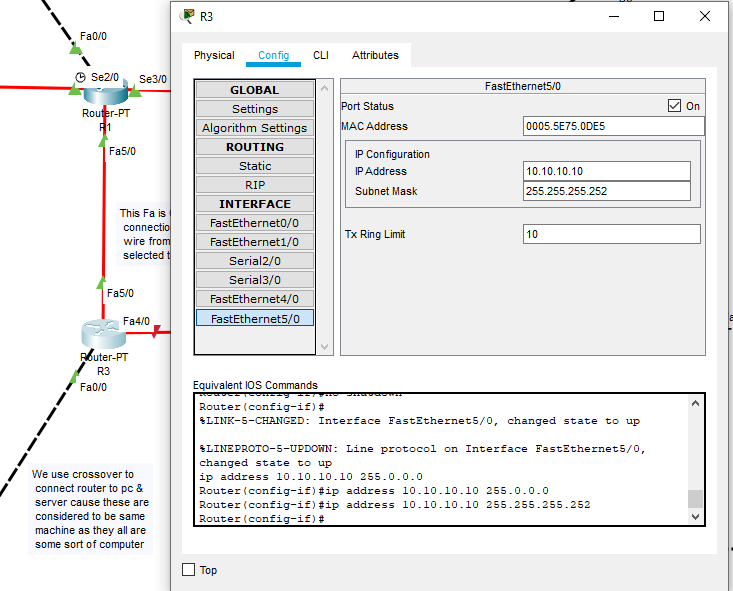 R3
Physical
Config
CLI
Attributes
GLOBAL
Settings
Algorithm Settings
ROUTING
Static
RIP
INTERFACE
FastEthernet0/0
FastEthernet1/0
Serial2/0
Serial3/0
FastEthernet4/0
FastEthernet5/0
FastEthernet5/0
Port Status
On
MAC Address
0005.5E75.0DE5
IP Configuration
IP Address
10.10.10.10
Subnet Mask
255.255.255.252
Tx Ring Limit
10
Equivalent IOS Commands
Router(config-if)#no shutdown
Router(config-if)#
%LINK-5-CHANGED: Interface FastEthernet5/0, changed state to up
%LINEPROTO-5-UPDOWN: Line protocol on Interface FastEthernet5/0,
changed state to up
ip address 10.10.10.10 255.0.0.0
Router(config-if)#ip address 10.10.10.10 255.0.0.0
Router(config-if)#ip address 10.10.10.10 255.255.255.252
Router(config-if)#
Top
Fa0/0
Se2/0
Se3/0
Router-PT
R1
Fa5/0
This Fa is
connectio
wire from
selected t
Fa5/0
Fa4/0
Router-PT
R3
Fa0/0
We use crossover to
connect router to pc &
server cause these are
considered to be same
machine as they all are
some sort of computer